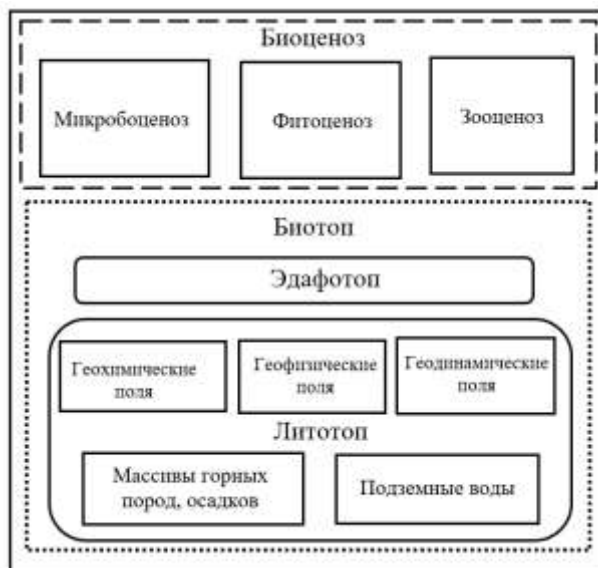 Биоценоз
Микробоценоз
Фитоценоз
Зооценоз
Биотоп
Эдафотоп
Геохимические
поля
Геофизические
поля
Геодинамические
поля
Литотоп
Массивы горных
пород, осадков
Подземные воды